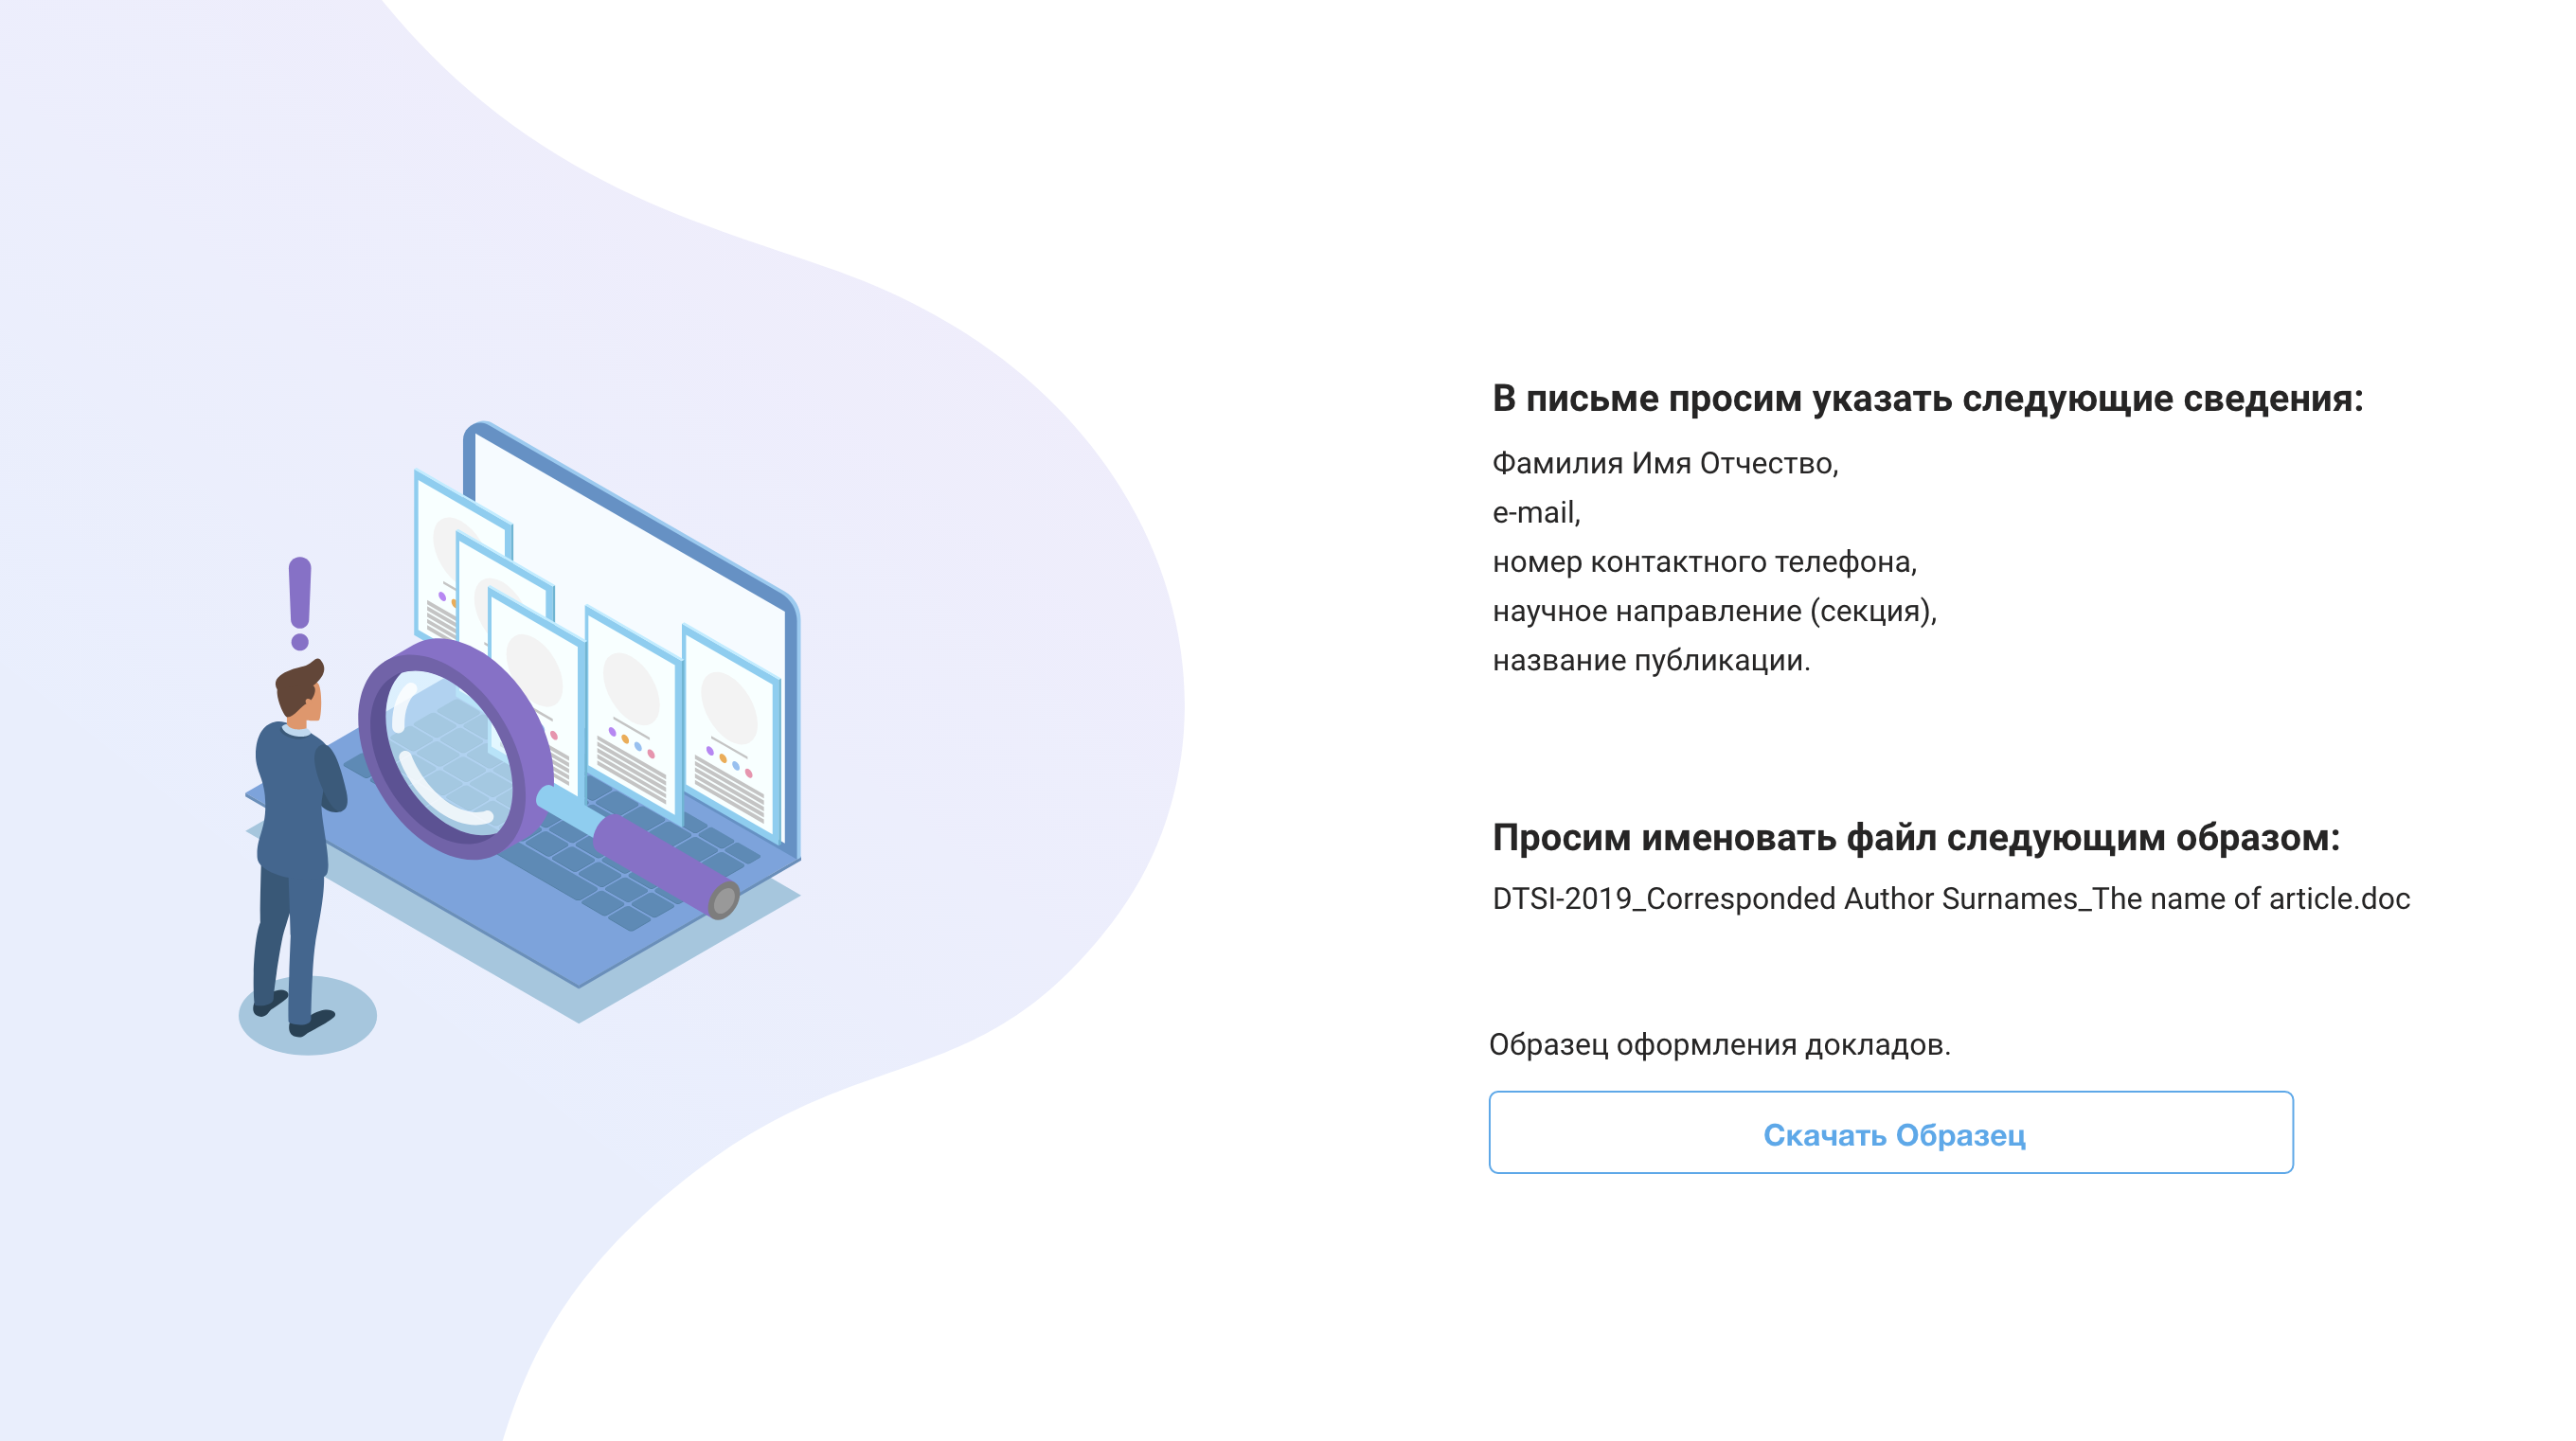 В письме просим указать следующие сведения:
Фамилия Имя Отчество,
e-mail,
номер контактного телефона,
научное направление (секция),
название публикации.
Просим именовать файл следующим образом:
DTSI-2019_Corresponded Author Surnames_The name of article.doc
Образец оформления докладов.
Скачать Образец